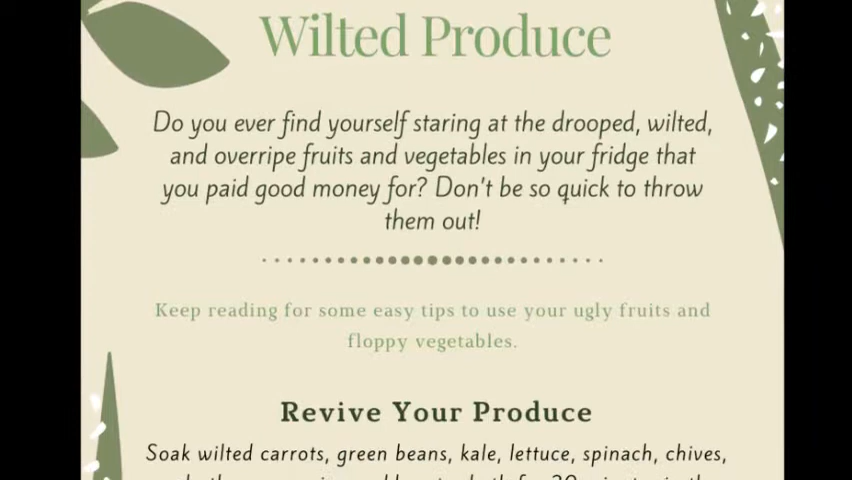 Wilted Produce
Do you ever find yourself staring at the drooped, wilted,
and overripe fruits and vegetables in your fridge that
you paid good money for? Don't be so quick to throw
them out!
Keep reading for some easy tips to use your ugly fruits and
floppy vegetables.
Revive Your Produce
Soak wilted carrots, green beans, kale, lettuce, spinach, chives,